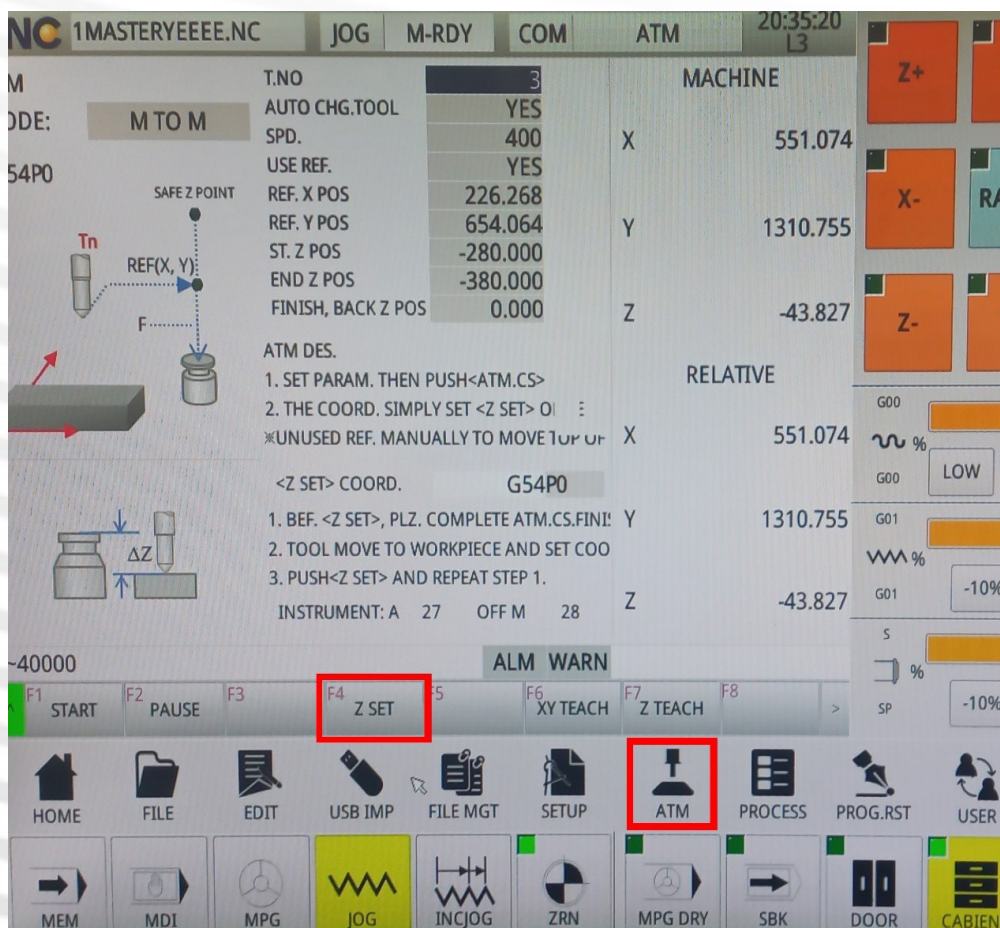 NC 1MASTERYEEEE.NC JOG M-RDY COM ATM 20:35:20
L3
M
ODE: M TO M
54P0
SAFE Z POINT
Tn
REF(X, Y)
F
ΔZ
T.NO 3
AUTO CHG.TOOL YES
SPD. 400
USE REF. YES
REF. X POS 226.268
REF. Y POS 654.064
ST. Z POS -280.000
END Z POS -380.000
FINISH, BACK Z POS 0.000
ATM DES.
1. SET PARAM. THEN PUSH<ATM.CS>
2. THE COORD. SIMPLY SET <Z SET> O
※UNUSED REF. MANUALLY TO MOVE TOP OF
<Z SET> COORD. G54P0
1. BEF. <Z SET>, PLZ. COMPLETE ATM.CS.FINI
2. TOOL MOVE TO WORKPIECE AND SET COO
3. PUSH<Z SET> AND REPEAT STEP 1.
INSTRUMENT: A 27 OFF M 28
MACHINE
X 551.074
Y 1310.755
Z -43.827
RELATIVE
X 551.074
Y 1310.755
Z -43.827
~40000
ALM WARN
F1 START F2 PAUSE F3 F4 Z SET F5 F6 XY TEACH F7 Z TEACH F8 >
HOME FILE EDIT USB IMP FILE MGT SETUP ATM PROCESS PROG.RST USER
MEM MDI MPG JOG INCJOG ZRN MPG DRY SBK DOOR CABIEN
Z+
X- RA
Z-
G00
%
G00 LOW
G01
%
G01 -10%
S
%
SP -10%